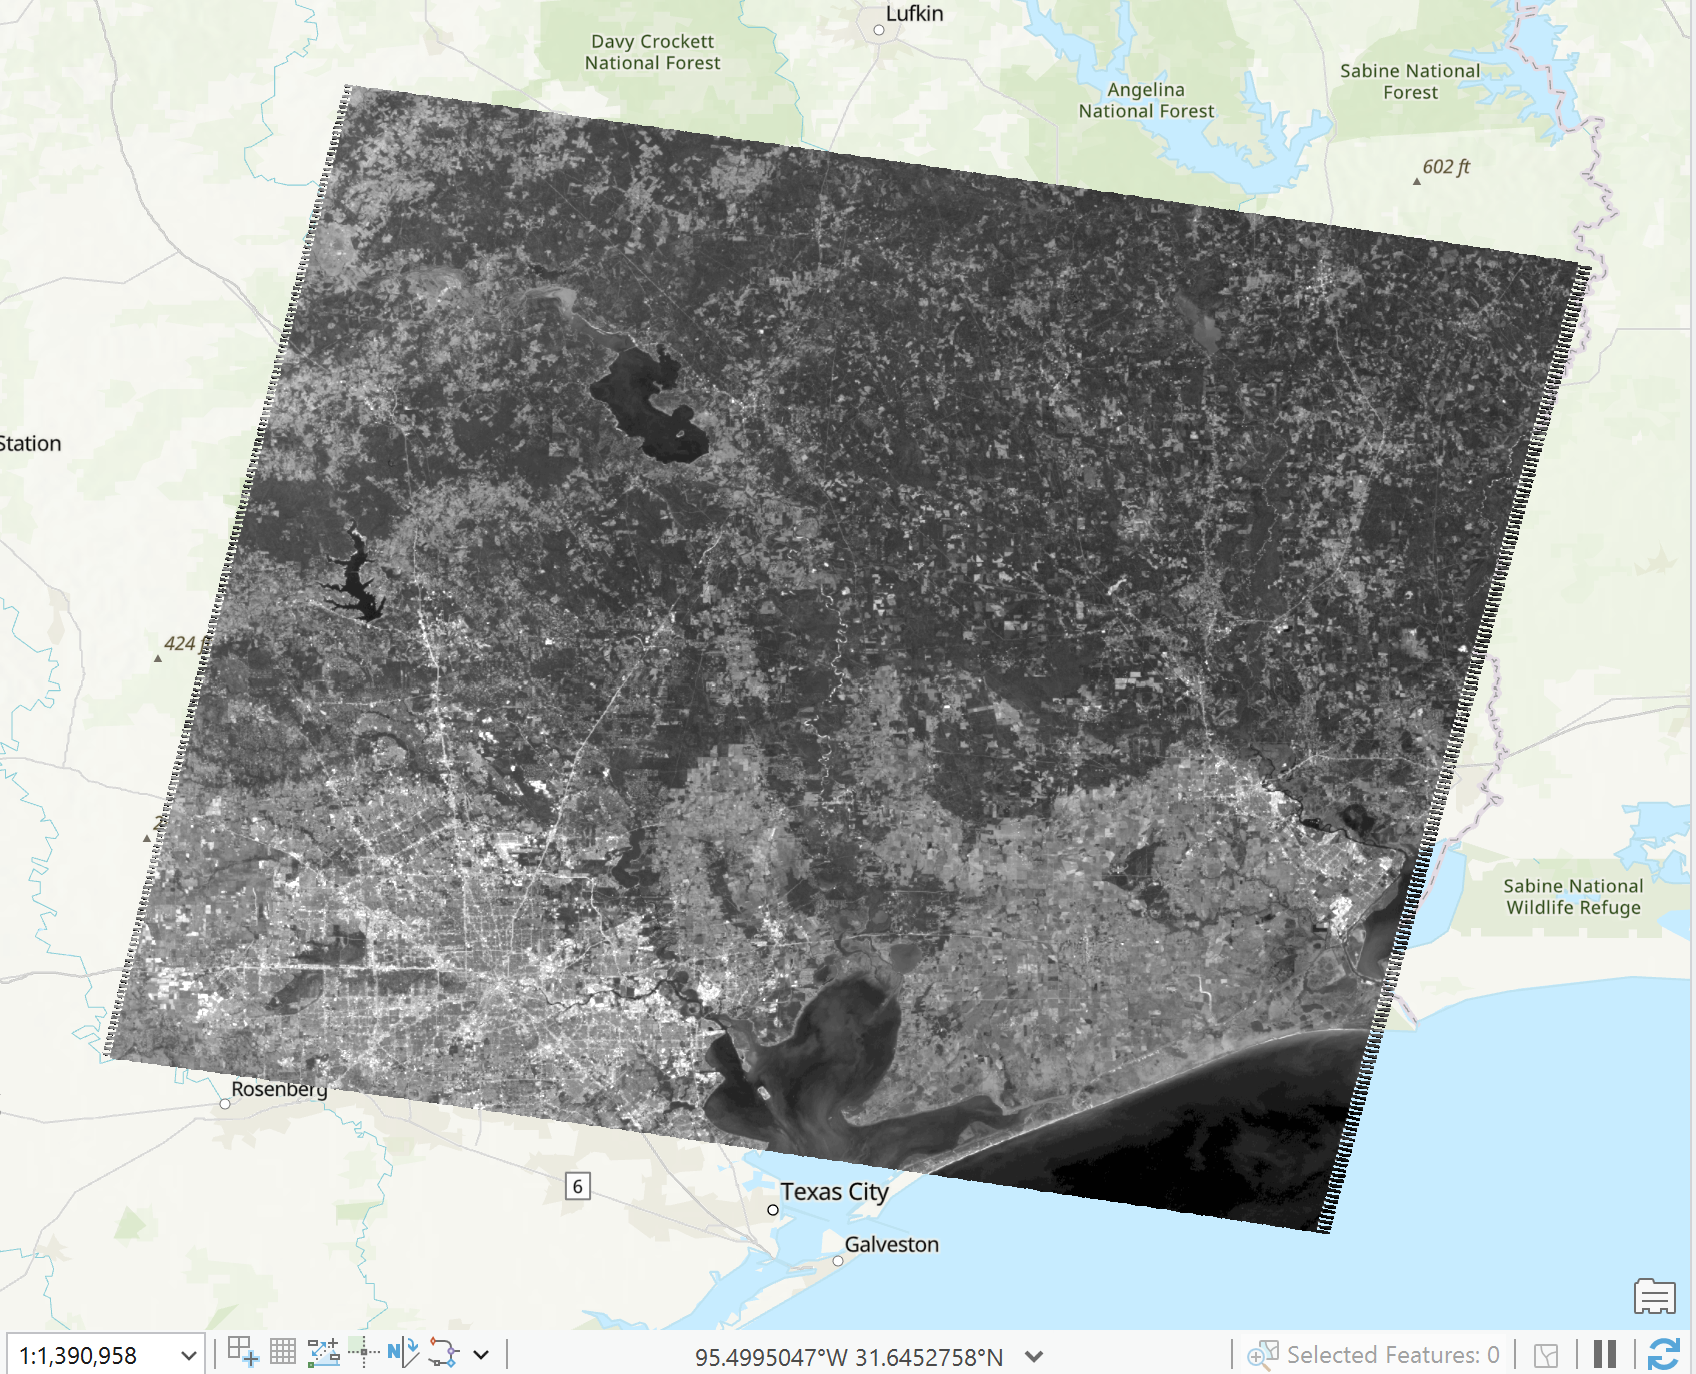 Lufkin
Davy Crockett
National Forest
Angelina
National Forest
Sabine National
Forest
602 ft
Station
424 f
2
Sabine National
Wildlife Refuge
Rosenberg
6
Texas City
Galveston
1:1,390,958
N
95.4995047°W 31.6452758°N
Selected Features: 0